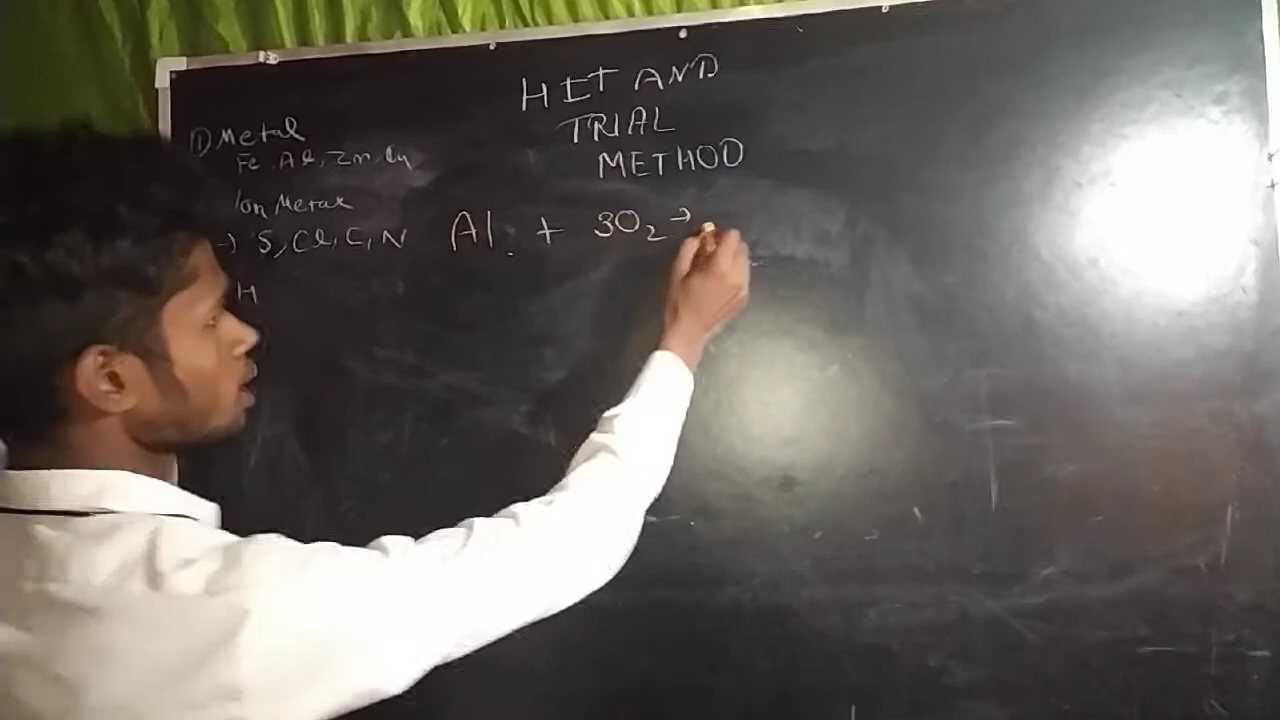 HIT AND
TRIAL
METHOD
① Metal
Fe, Al, Zn, Cu
Non Metal
→ S, Cl, C, N
H
Al + 3O₂ →